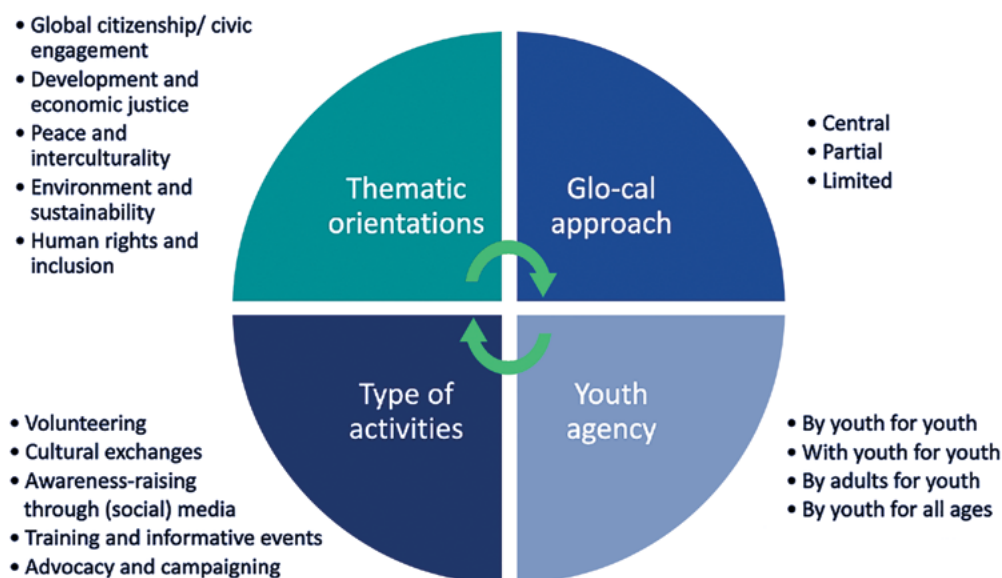 • Global citizenship/ civic
engagement
• Development and
economic justice
• Peace and
interculturality
• Environment and
sustainability
• Human rights and
inclusion
Thematic
orientations
Glo-cal
approach
• Central
• Partial
• Limited
Type of
activities
Youth
agency
• Volunteering
• Cultural exchanges
• Awareness-raising
through (social) media
• Training and informative events
• Advocacy and campaigning
• By youth for youth
• With youth for youth
• By adults for youth
• By youth for all ages